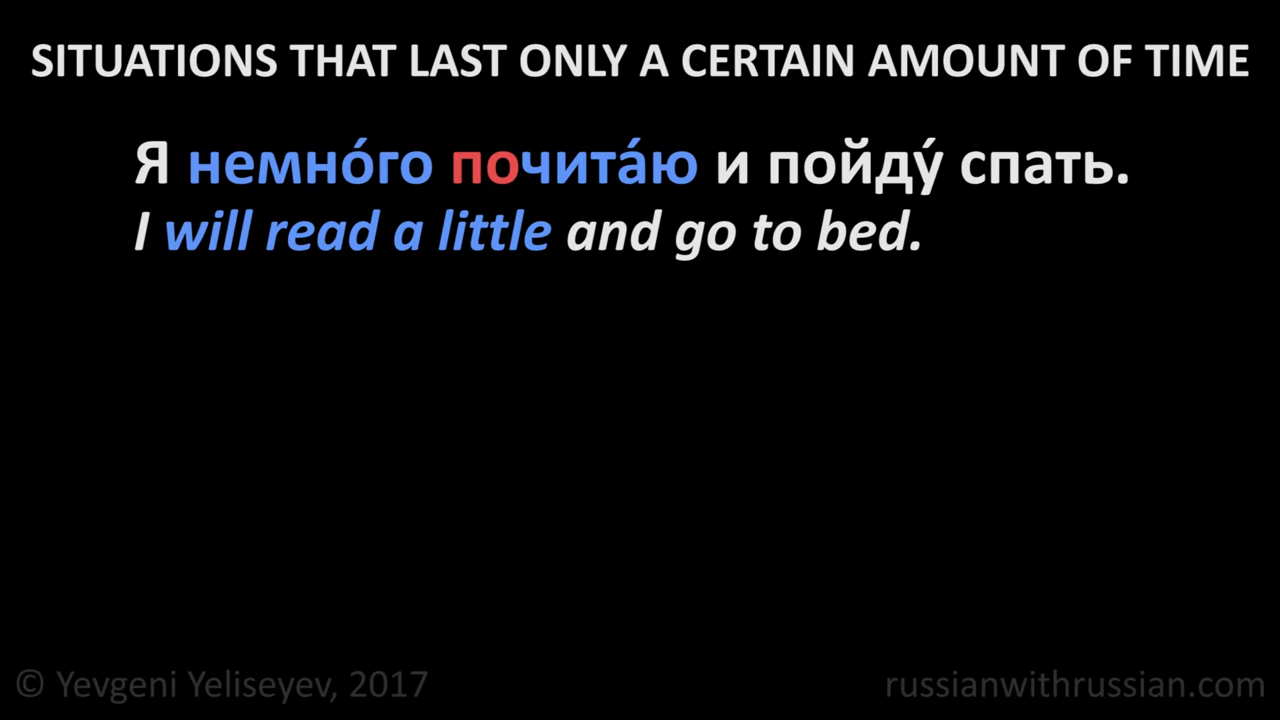 SITUATIONS THAT LAST ONLY A CERTAIN AMOUNT OF TIME
Я немно́го почита́ю и пойду́ спать.
I will read a little and go to bed.
© Yevgeni Yeliseyev, 2017
russianwithrussian.com